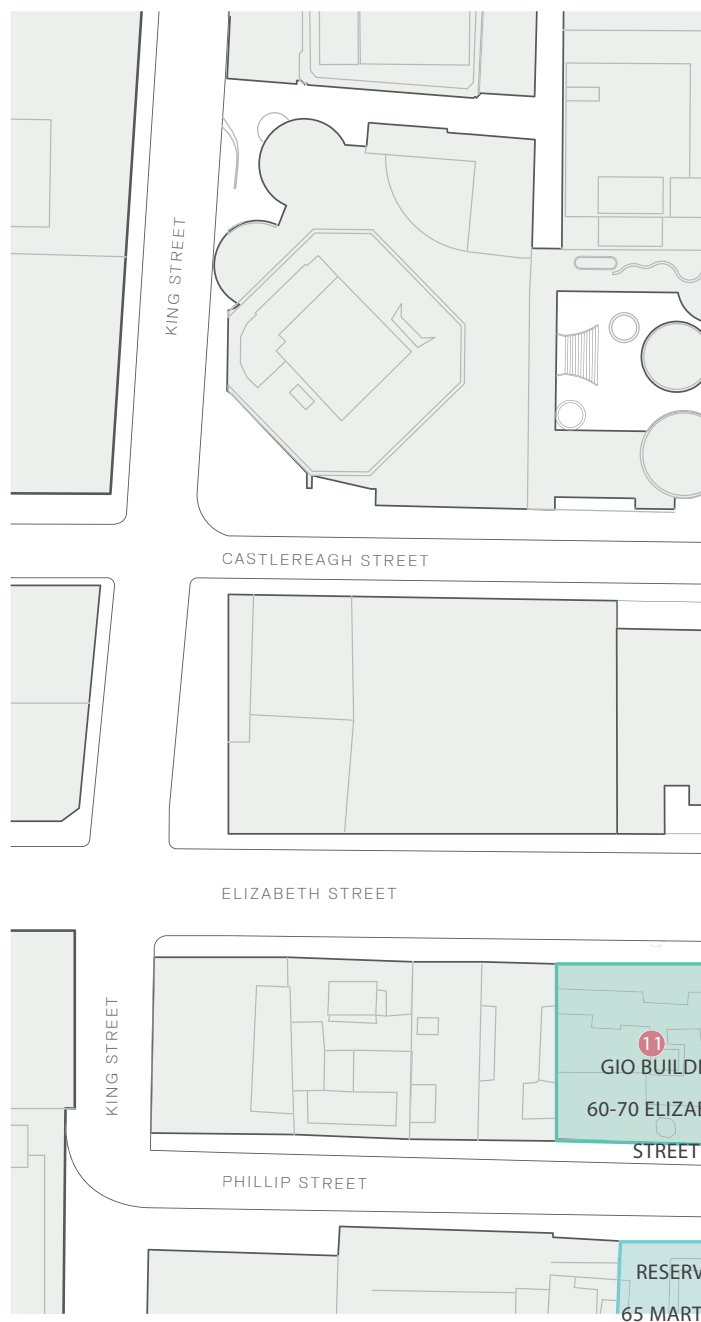 KING STREET
CASTLEREAGH STREET
ELIZABETH STREET
KING STREET
11
GIO BUILDI
60-70 ELIZAB
STREET
PHILLIP STREET
RESERV
65 MART